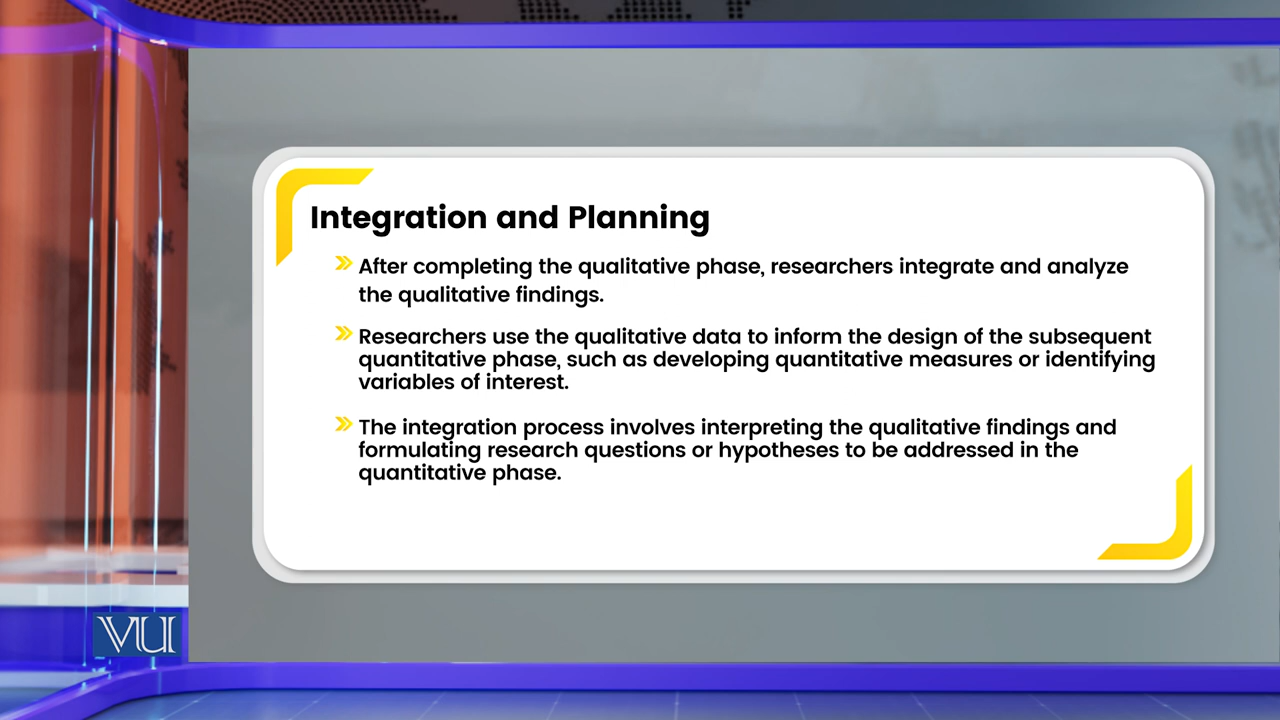 Integration and Planning
After completing the qualitative phase, researchers integrate and analyze
the qualitative findings.
Researchers use the qualitative data to inform the design of the subsequent
quantitative phase, such as developing quantitative measures or identifying
variables of interest.
The integration process involves interpreting the qualitative findings and
formulating research questions or hypotheses to be addressed in the
quantitative phase.
VU